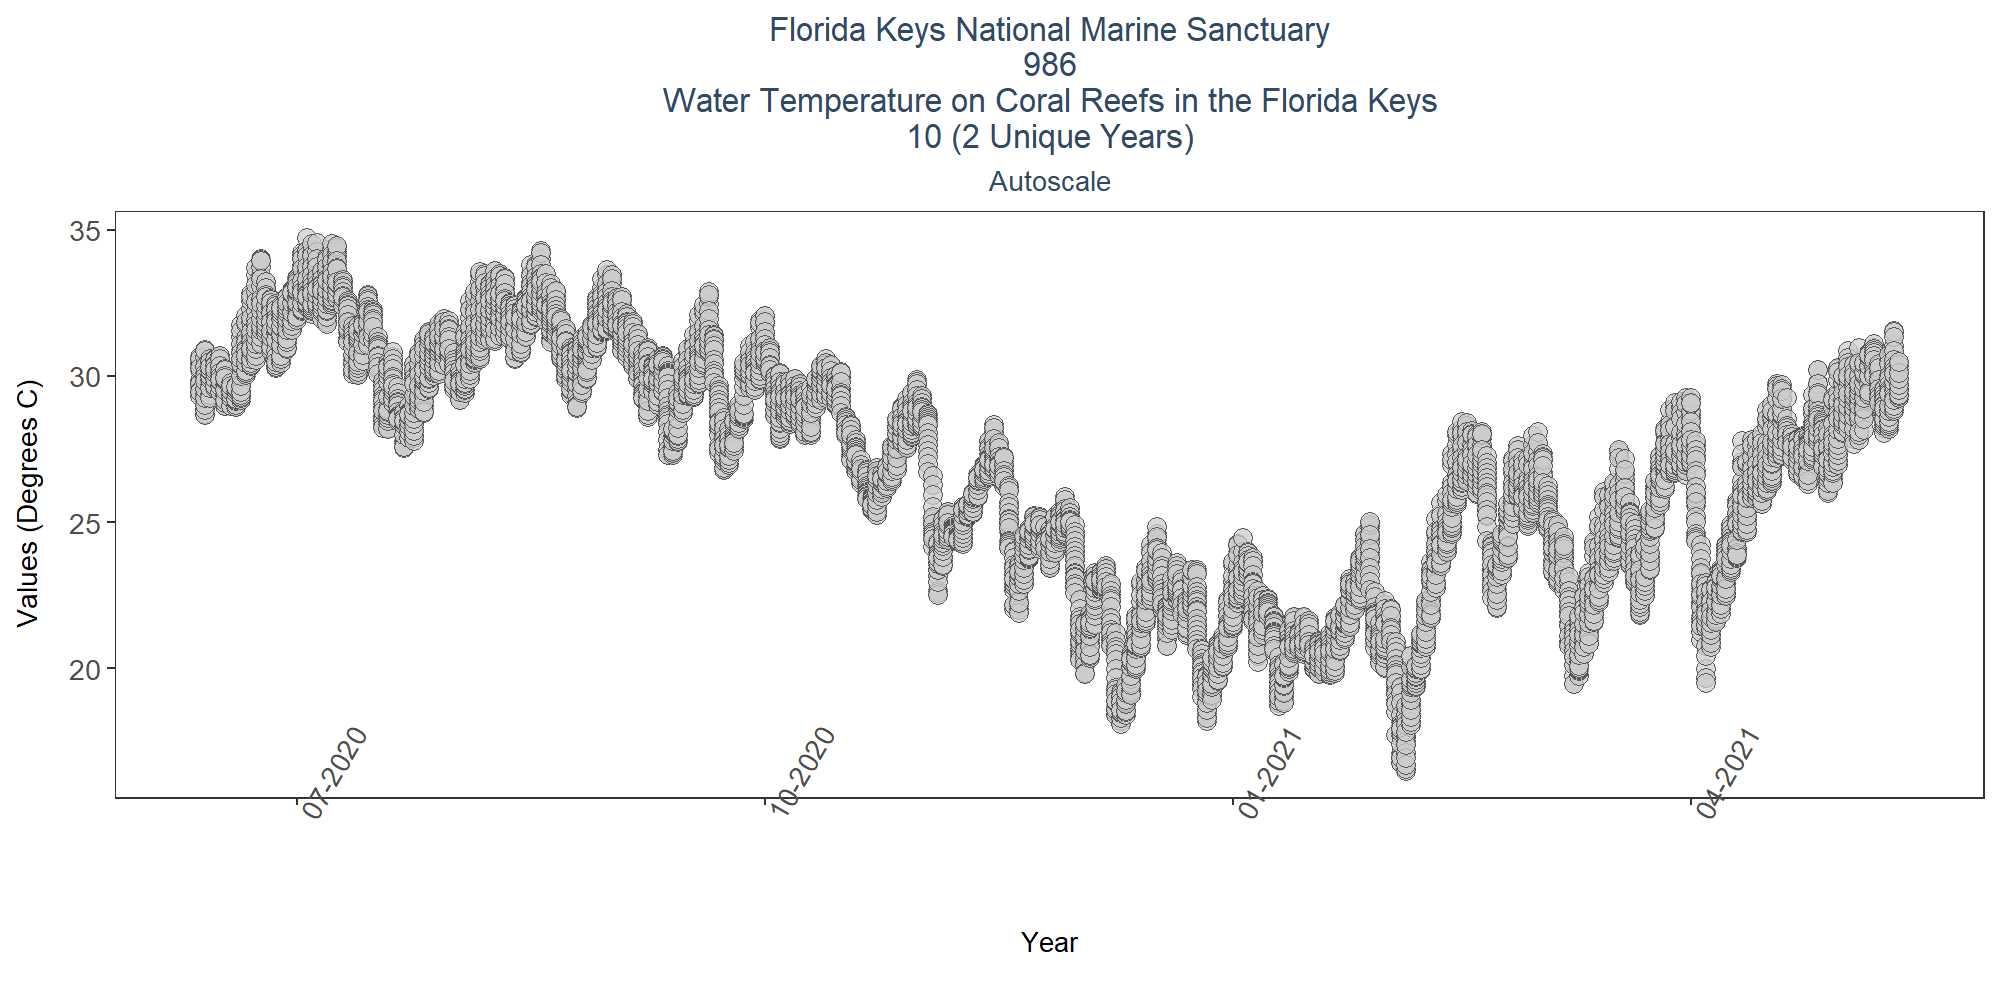 Florida Keys National Marine Sanctuary
986
Water Temperature on Coral Reefs in the Florida Keys
10 (2 Unique Years)
Autoscale
Values (Degrees C)
35
30
25
20
07-2020
10-2020
01-2021
04-2021
Year